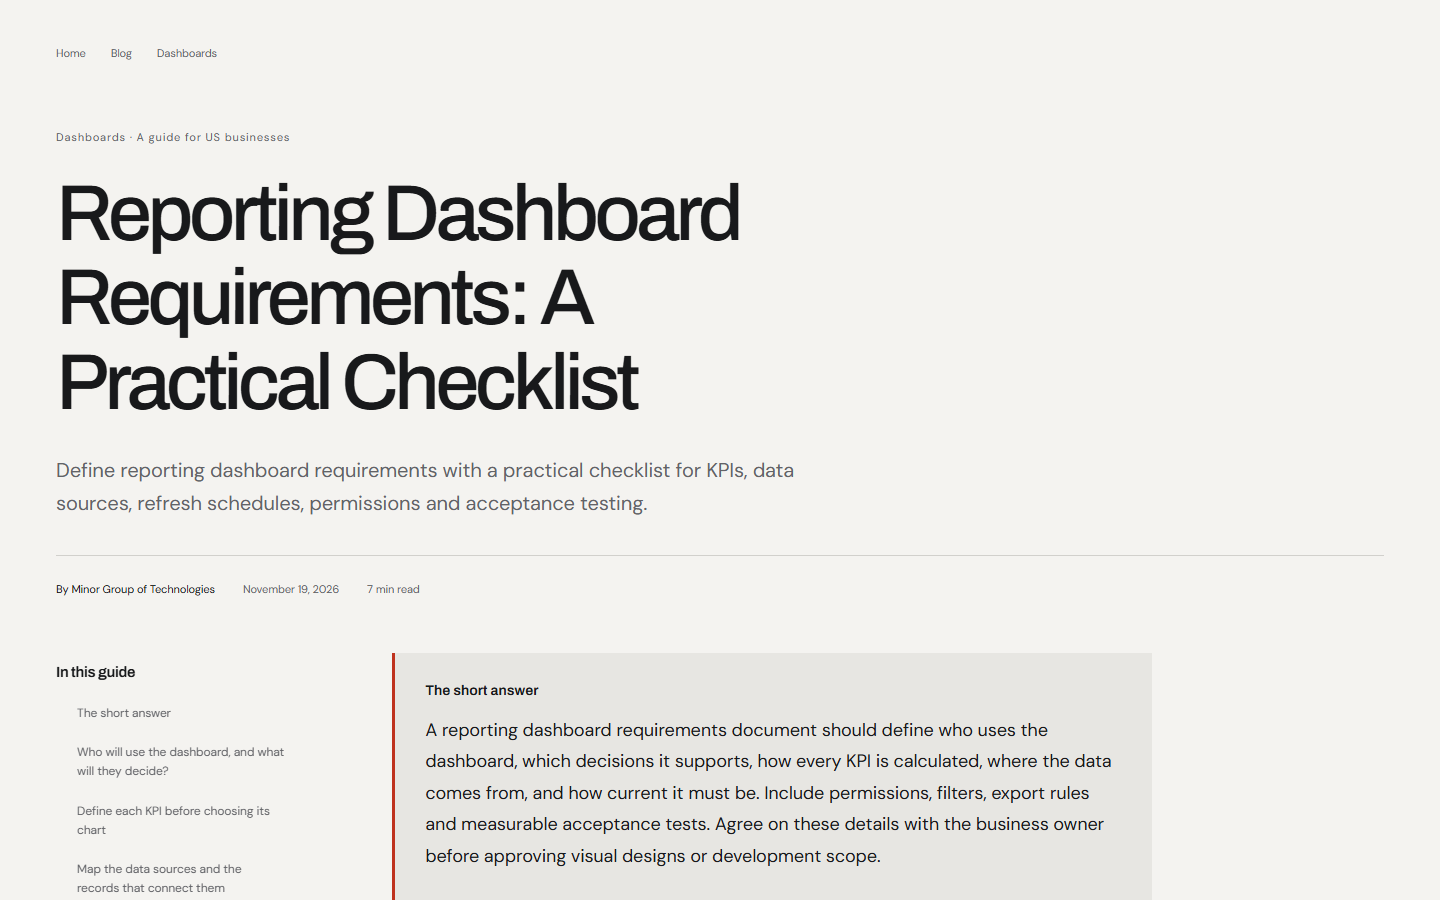 Home Blog Dashboards
Dashboards · A guide for US businesses
Reporting Dashboard
Requirements: A
Practical Checklist
Define reporting dashboard requirements with a practical checklist for KPIs, data
sources, refresh schedules, permissions and acceptance testing.
By Minor Group of Technologies November 19, 2026 7 min read
In this guide
The short answer
Who will use the dashboard, and what
will they decide?
Define each KPI before choosing its
chart
Map the data sources and the
records that connect them
The short answer
A reporting dashboard requirements document should define who uses the
dashboard, which decisions it supports, how every KPI is calculated, where the data
comes from, and how current it must be. Include permissions, filters, export rules
and measurable acceptance tests. Agree on these details with the business owner
before approving visual designs or development scope.